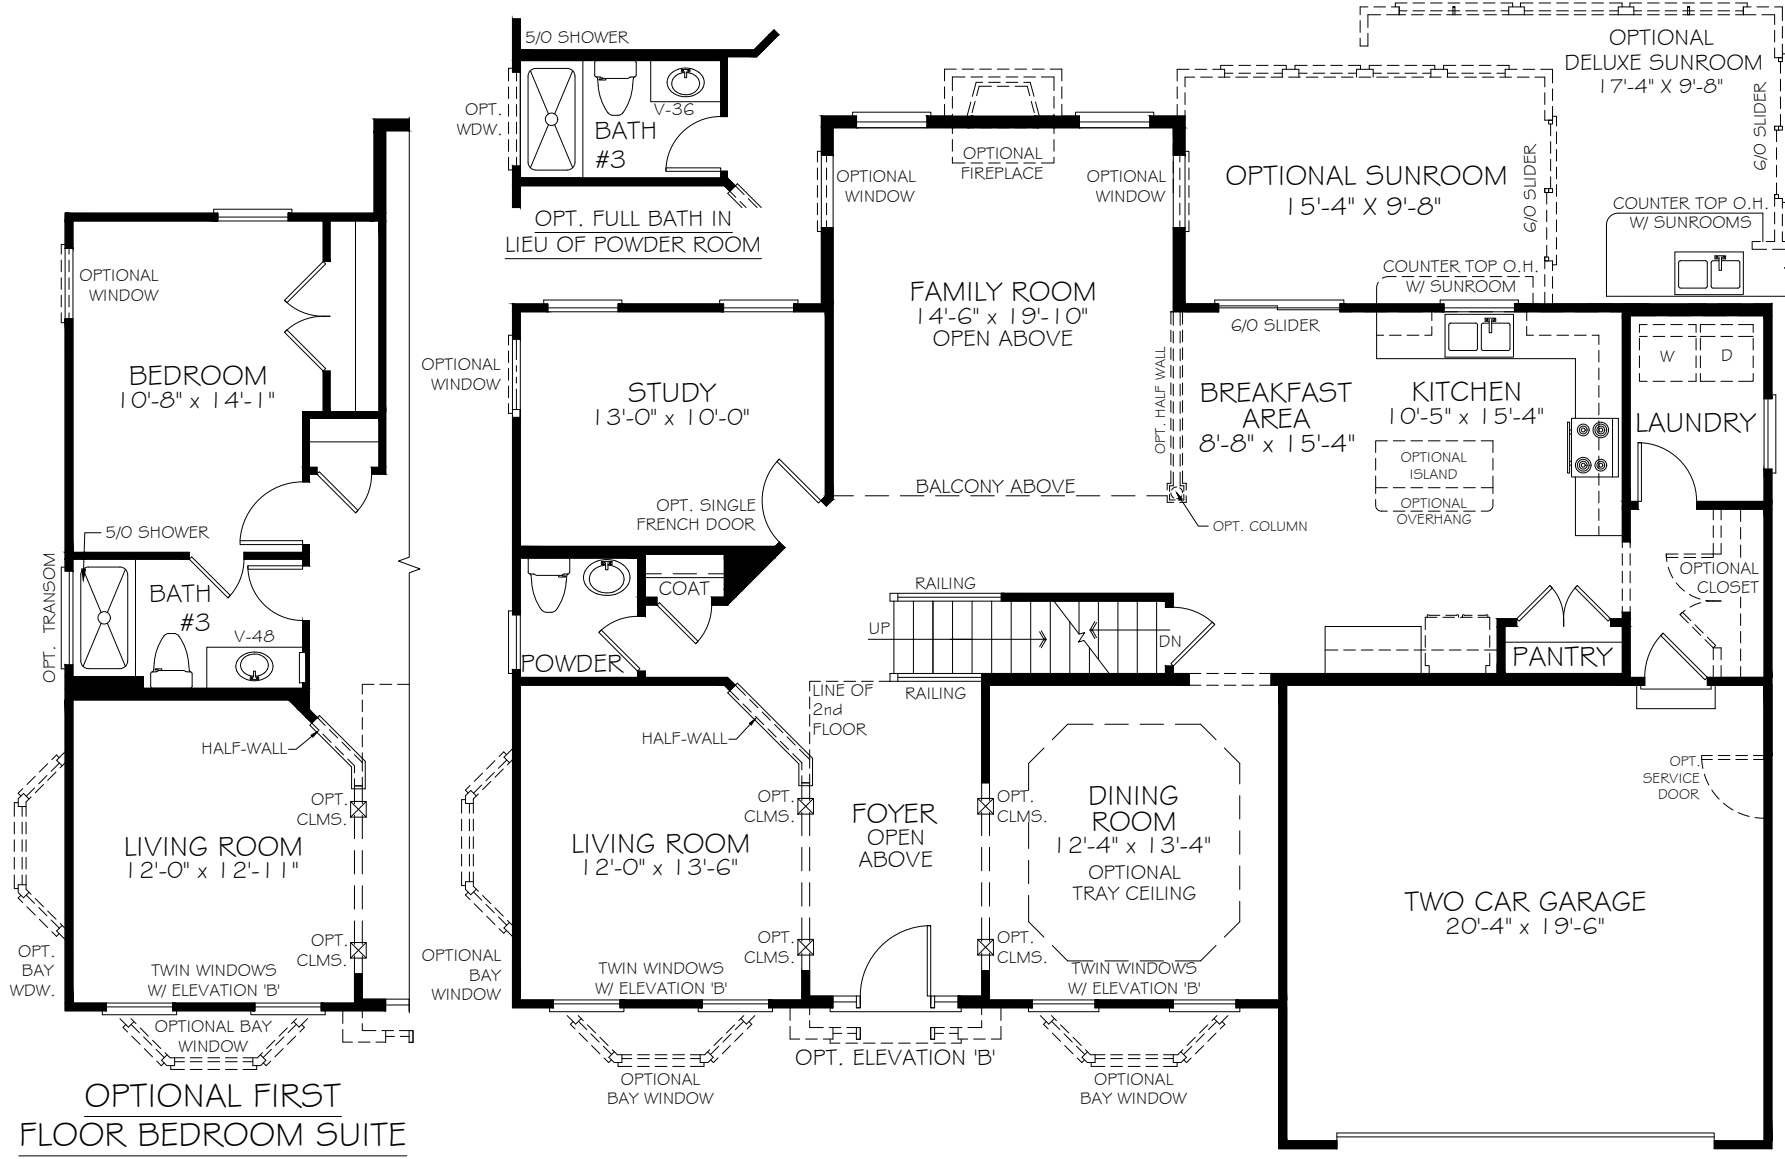 5/0 SHOWER
OPT.
WDW.
V-36
BATH
#3
OPT. FULL BATH IN
LIEU OF POWDER ROOM
OPTIONAL
DELUXE SUNROOM
17'-4" X 9'-8"
6/0 SLIDER
COUNTER TOP O.H.
W/ SUNROOMS
OPTIONAL SUNROOM
15'-4" X 9'-8"
6/0 SLIDER
COUNTER TOP O.H.
W/ SUNROOM
OPTIONAL
FIREPLACE
OPTIONAL
WINDOW
OPTIONAL
WINDOW
FAMILY ROOM
14'-6" x 19'-10"
OPEN ABOVE
OPTIONAL
WINDOW
BEDROOM
10'-8" x 14'-1"
5/0 SHOWER
OPT. TRANSOM
BATH
#3
V-48
HALF-WALL
OPT.
CLMS.
LIVING ROOM
12'-0" x 12'-11"
OPT.
CLMS.
OPT.
BAY
WDW.
TWIN WINDOWS
W/ ELEVATION 'B'
OPTIONAL BAY
WINDOW
OPTIONAL FIRST
FLOOR BEDROOM SUITE
OPTIONAL
WINDOW
STUDY
13'-0" x 10'-0"
OPT. SINGLE
FRENCH DOOR
BALCONY ABOVE
OPT. HALF WALL
OPT. COLUMN
6/0 SLIDER
BREAKFAST
AREA
8'-8" x 15'-4"
KITCHEN
10'-5" x 15'-4"
OPTIONAL
ISLAND
OPTIONAL
OVERHANG
W
D
LAUNDRY
OPTIONAL
CLOSET
PANTRY
COAT
POWDER
RAILING
UP
DN
RAILING
LINE OF
2nd
FLOOR
HALF-WALL
OPT.
CLMS.
LIVING ROOM
12'-0" x 13'-6"
OPT.
CLMS.
FOYER
OPEN
ABOVE
OPT.
CLMS.
OPT.
CLMS.
DINING
ROOM
12'-4" x 13'-4"
OPTIONAL
TRAY CEILING
OPT.
SERVICE
DOOR
TWO CAR GARAGE
20'-4" x 19'-6"
OPTIONAL
BAY
WINDOW
TWIN WINDOWS
W/ ELEVATION 'B'
TWIN WINDOWS
W/ ELEVATION 'B'
OPT. ELEVATION 'B'
OPTIONAL
BAY WINDOW
OPTIONAL
BAY WINDOW